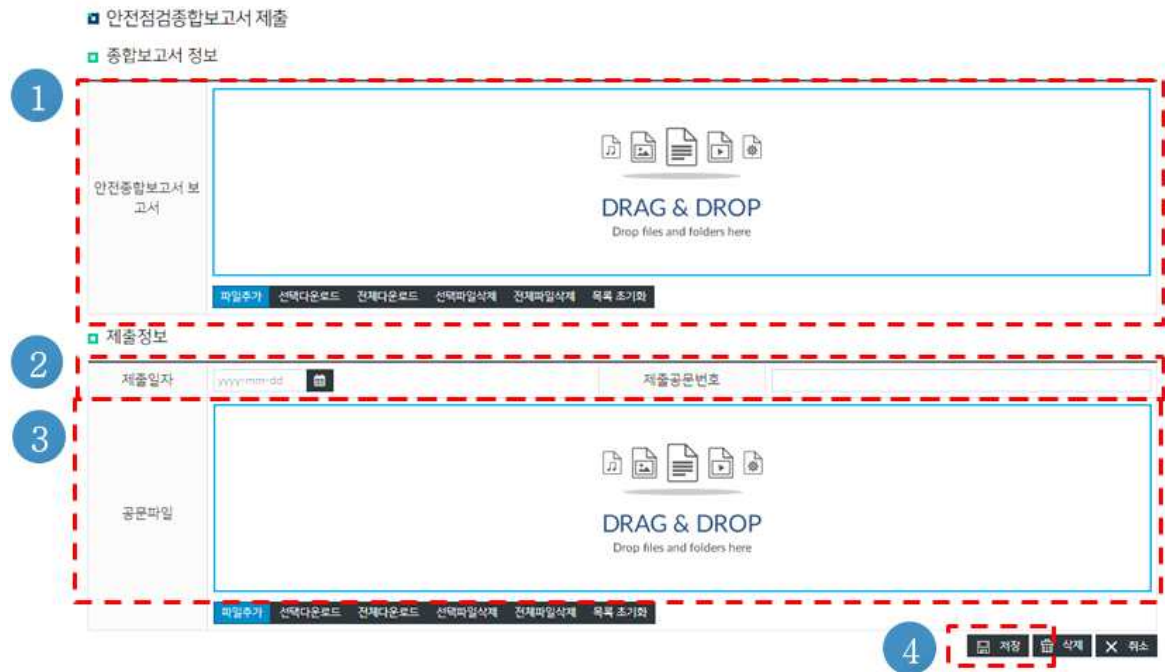 안전점검종합보고서 제출
종합보고서 정보
1
안전종합보고서 보
고서
DRAG & DROP
Drop files and folders here
파일추가 선택다운로드 전체다운로드 선택파일삭제 전체파일삭제 목록 초기화
제출정보
2
제출일자 yyyy-mm-dd 제출공문번호
3
공문파일
DRAG & DROP
Drop files and folders here
파일추가 선택다운로드 전체다운로드 선택파일삭제 전체파일삭제 목록 초기화
4
저장 삭제 취소